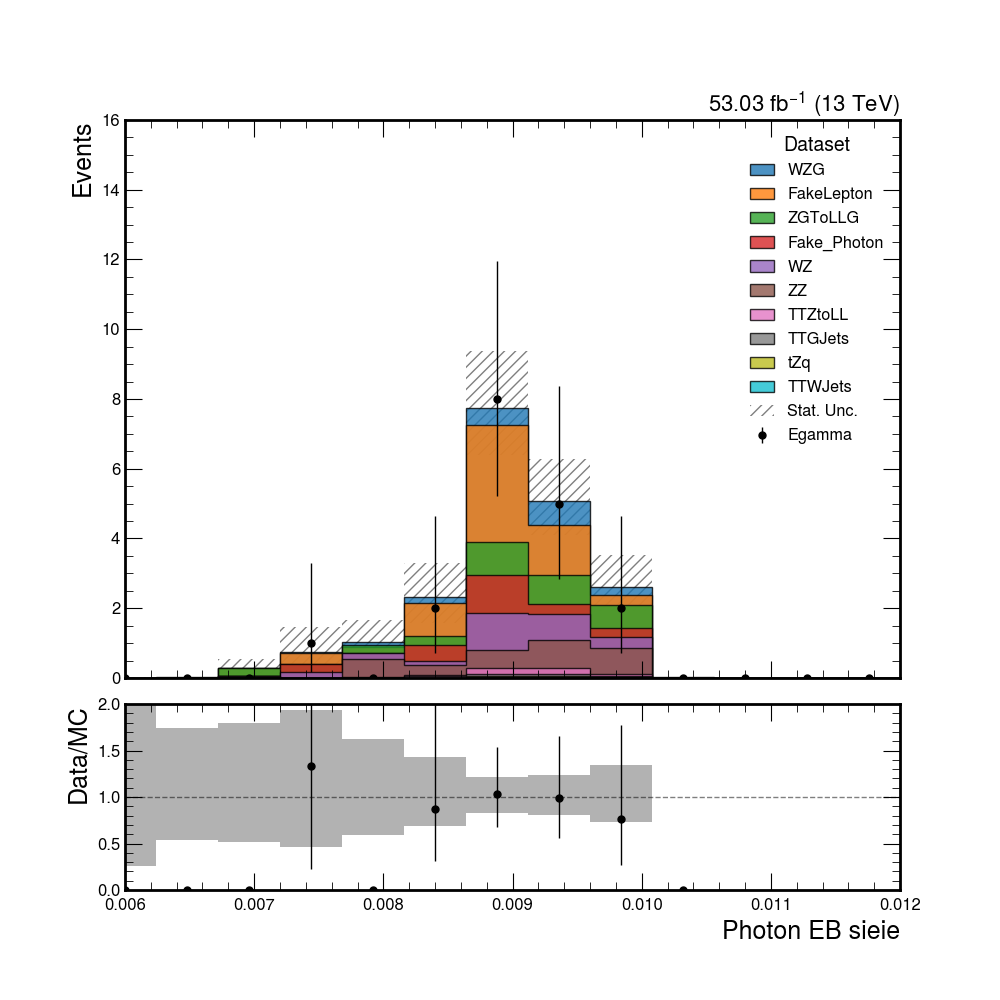 53.03 fb⁻¹ (13 TeV)
Events
16
14
12
10
8
6
4
2
0
Dataset
WZG
FakeLepton
ZGToLLG
Fake_Photon
WZ
ZZ
TTZtoLL
TTGJets
tZq
TTWJets
Stat. Unc.
Egamma
Data/MC
2.0
1.5
1.0
0.5
0.0
0.006 0.007 0.008 0.009 0.010 0.011 0.012
Photon EB sieie